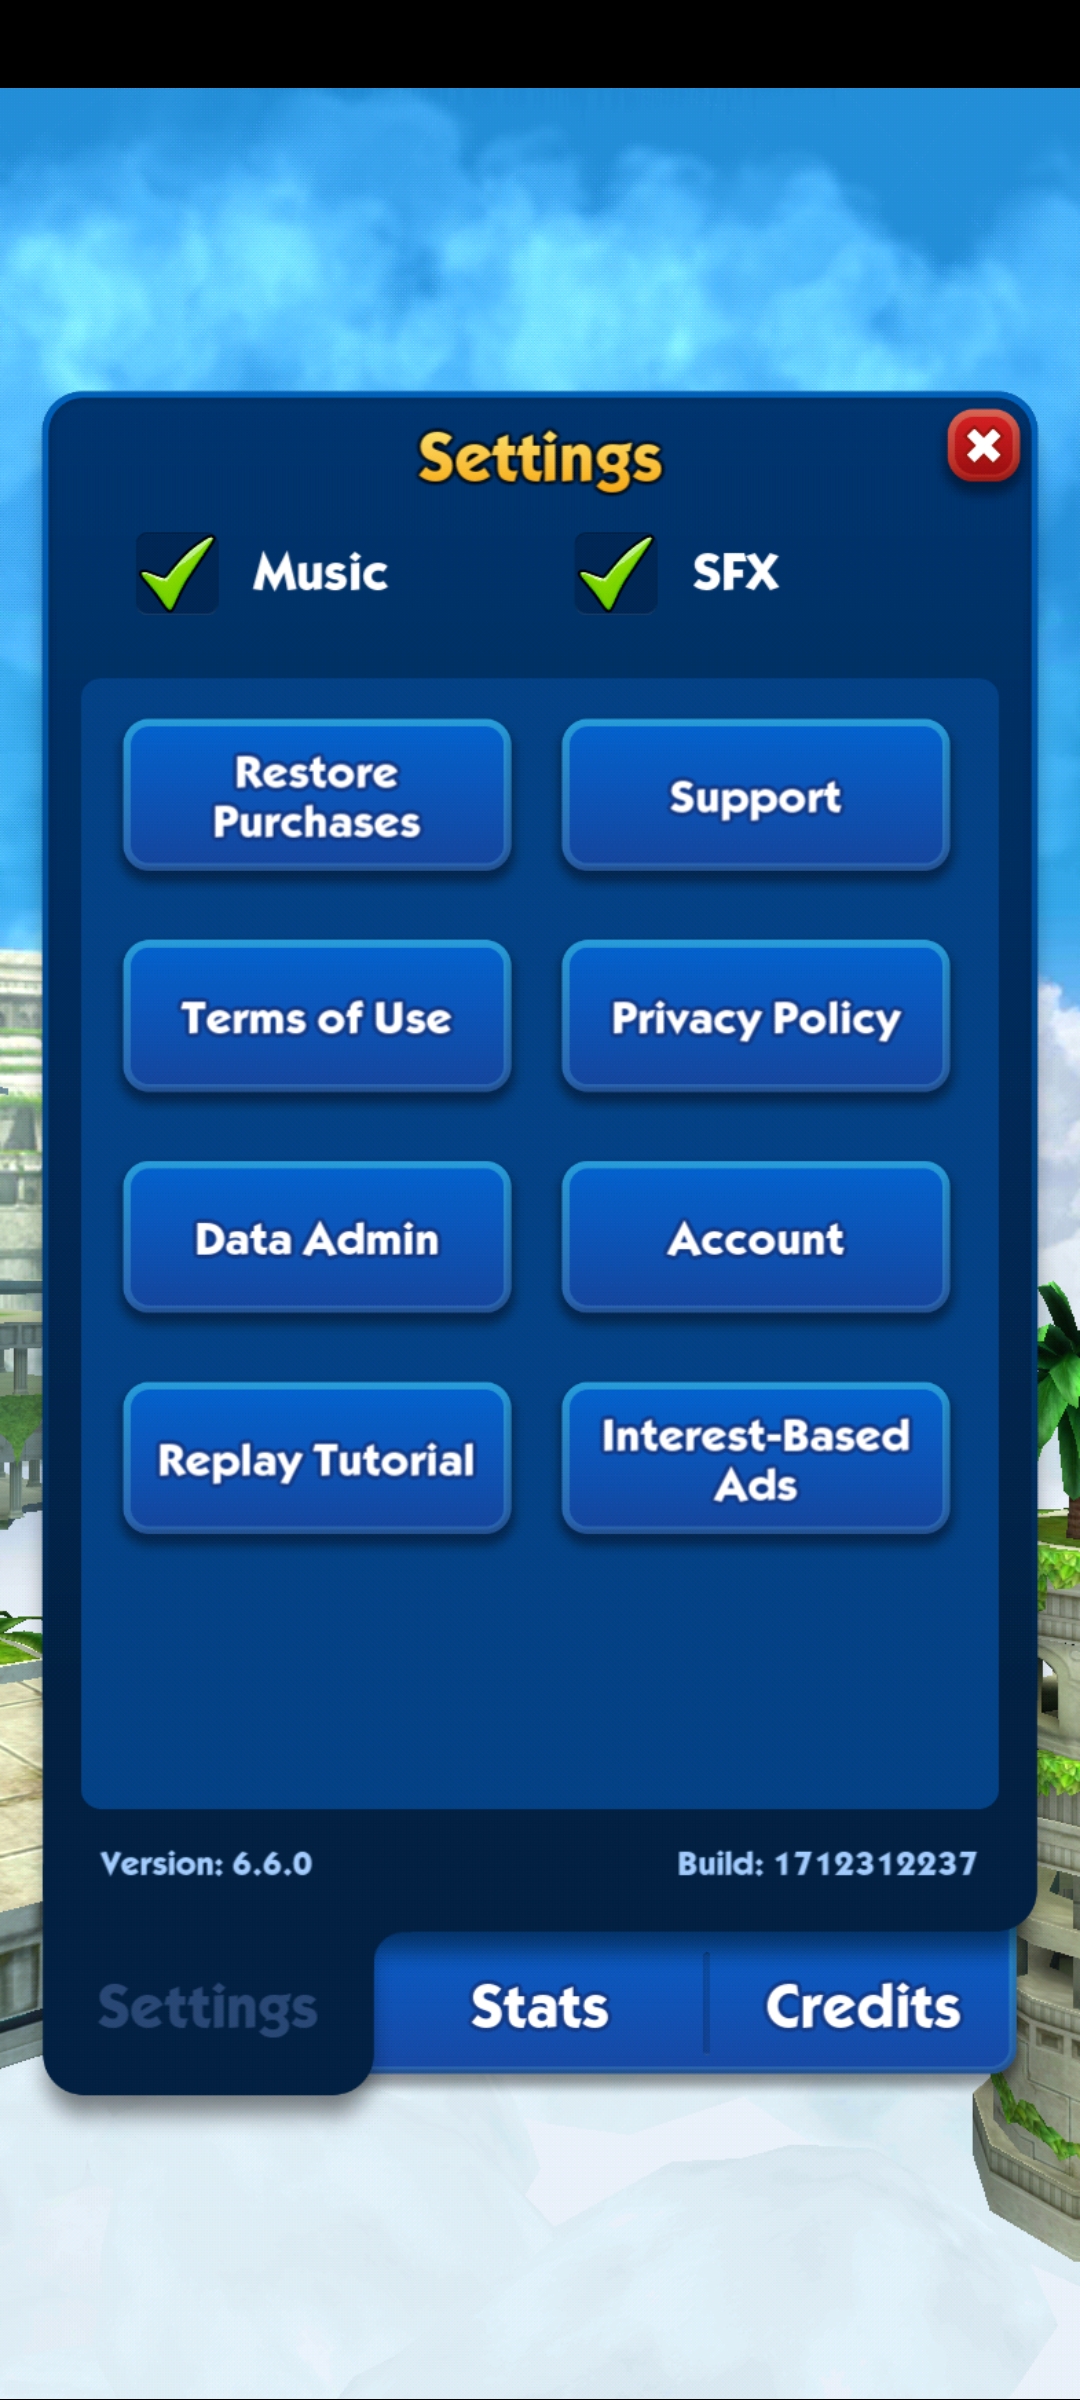 Settings
Music
SFX
Restore
Purchases
Support
Terms of Use
Privacy Policy
Data Admin
Account
Replay Tutorial
Interest-Based
Ads
Version: 6.6.0
Build: 1712312237
Settings
Stats
Credits